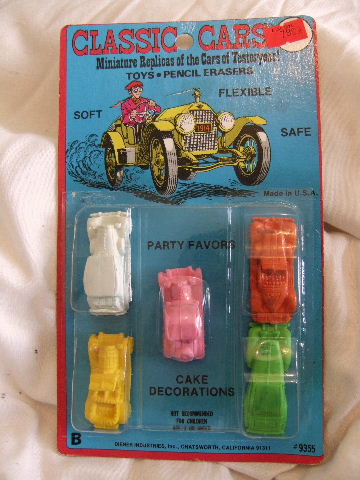 CLASSIC CARS
Miniature Replicas of the Cars of Yesteryear!
TOYS • PENCIL ERASERS
FLEXIBLE
SOFT
SAFE
1914
Made in U.S.A.
PARTY FAVORS
CAKE
DECORATIONS
NOT RECOMMENDED
FOR CHILDREN
B
DIENER INDUSTRIES, Inc., CHATSWORTH, CALIFORNIA 91311
#9355